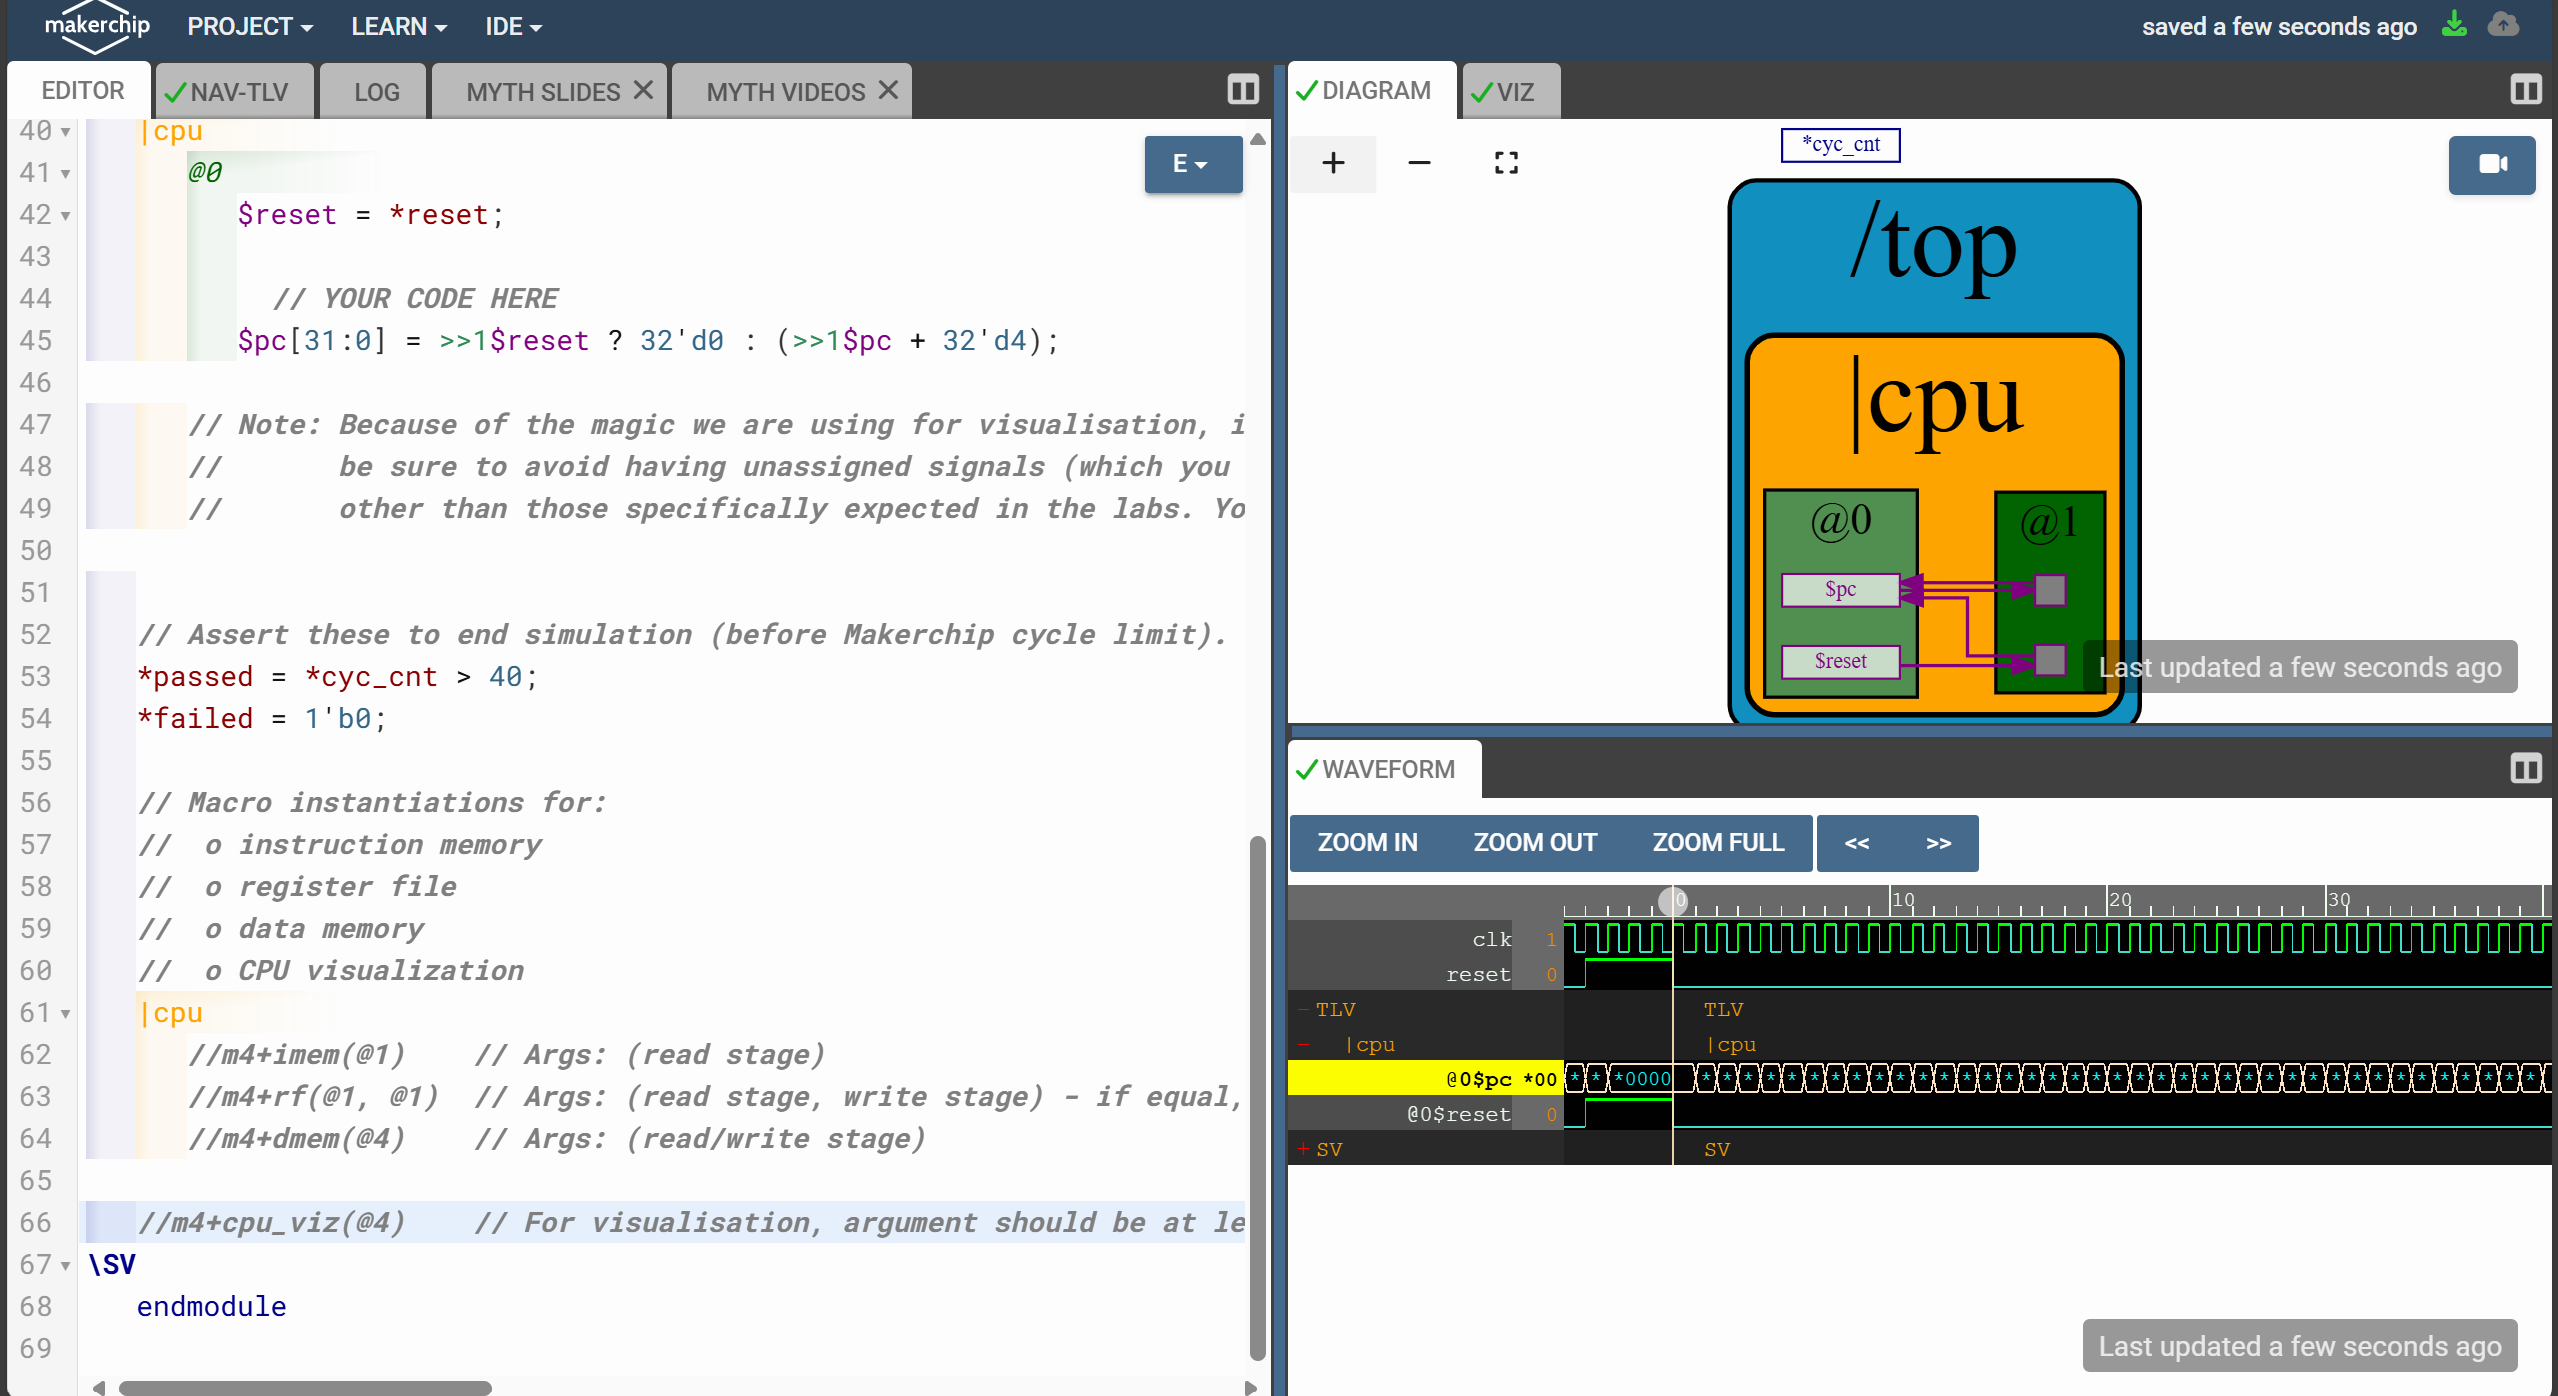 makerchip PROJECT LEARN IDE saved a few seconds ago
EDITOR NAV-TLV LOG MYTH SLIDES MYTH VIDEOS
40 |cpu
E
41 @0
42 $reset = *reset;
43
44 // YOUR CODE HERE
45 $pc[31:0] = >>1$reset ? 32'd0 : (>>1$pc + 32'd4);
46
47 // Note: Because of the magic we are using for visualisation, i
48 // be sure to avoid having unassigned signals (which you
49 // other than those specifically expected in the labs. Yo
50
51
52 // Assert these to end simulation (before Makerchip cycle limit).
53 *passed = *cyc_cnt > 40;
54 *failed = 1'b0;
55
56 // Macro instantiations for:
57 // o instruction memory
58 // o register file
59 // o data memory
60 // o CPU visualization
61 |cpu
62 //m4+imem(@1) // Args: (read stage)
63 //m4+rf(@1, @1) // Args: (read stage, write stage) - if equal,
64 //m4+dmem(@4) // Args: (read/write stage)
65
66 //m4+cpu_viz(@4) // For visualisation, argument should be at le
67 \SV
68 endmodule
69
DIAGRAM VIZ
*cyc_cnt
/top
|cpu
@0 @1
$pc
$reset
Last updated a few seconds ago
WAVEFORM
ZOOM IN ZOOM OUT ZOOM FULL << >>
0 10 20 30
clk 1
reset 0
- TLV TLV
- |cpu |cpu
@0$pc *00 * * *0000 * * * * * * * * * * * * * * * * * * * * * * * * * * * * * * * * * * * * * * *
@0$reset 0
+ SV SV
Last updated a few seconds ago